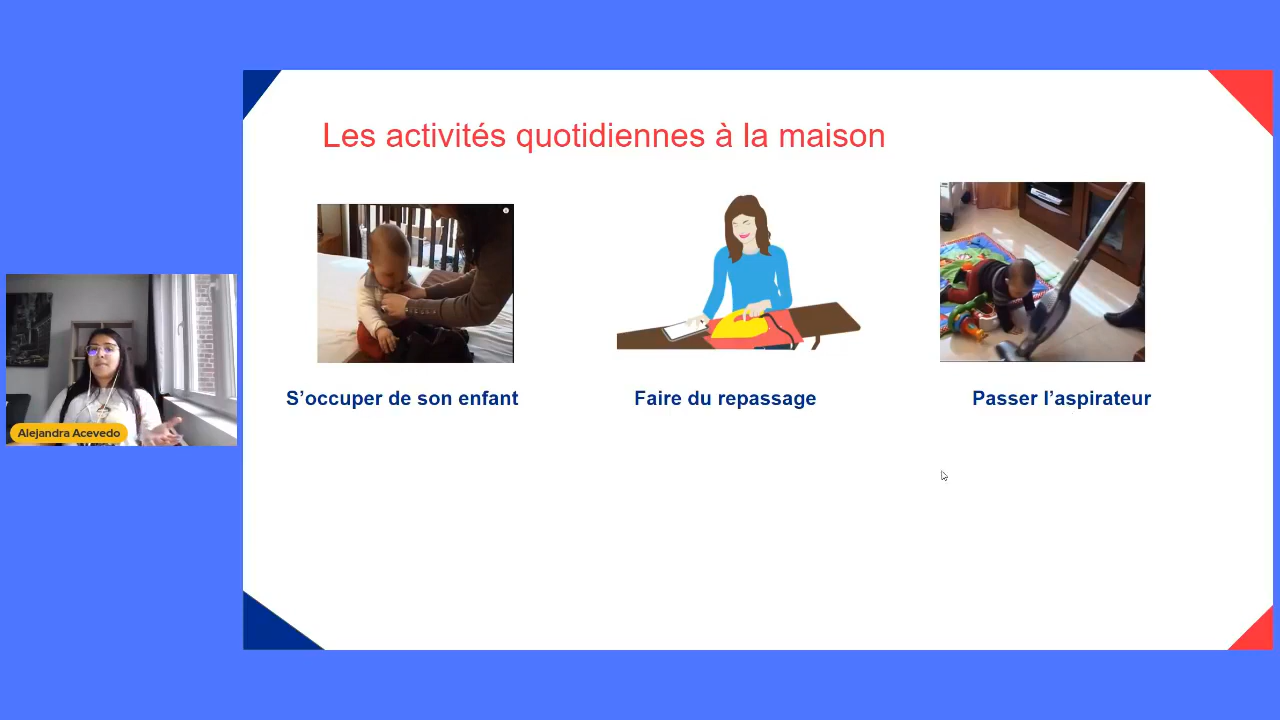 Les activités quotidiennes à la maison
S’occuper de son enfant
Faire du repassage
Passer l’aspirateur
Alejandra Acevedo